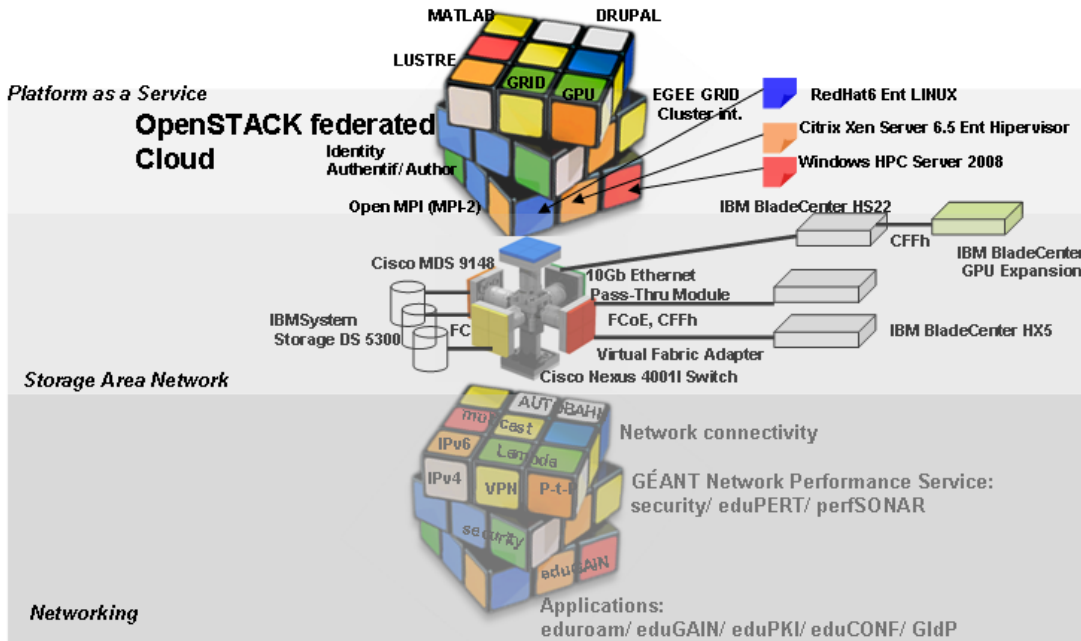 MATLAB
DRUPAL
LUSTRE
GRID
GPU
EGEE GRID
Cluster int.
Platform as a Service
OpenSTACK federated
Cloud
RedHat6 Ent LINUX
Citrix Xen Server 6.5 Ent Hipervisor
Windows HPC Server 2008
Identity
Authentif/ Author
Open MPI (MPI-2)
IBM BladeCenter HS22
CFFh
IBM BladeCenter
GPU Expansion
Cisco MDS 9148
10Gb Ethernet
Pass-Thru Module
IBMSystem
Storage DS 5300
FC
FCoE, CFFh
IBM BladeCenter HX5
Virtual Fabric Adapter
Cisco Nexus 4001I Switch
Storage Area Network
AUTOBAHN
cast
IPv6
Lambda
IPv4
VPN
P-t-P
security
eduGAIN
Network connectivity
GÉANT Network Performance Service:
security/ eduPERT/ perfSONAR
Networking
Applications:
eduroam/ eduGAIN/ eduPKI/ eduCONF/ GIdP